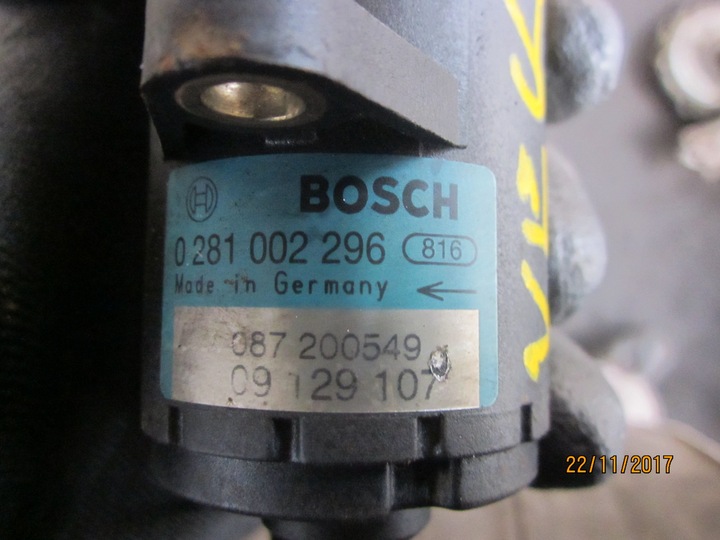 BOSCH
0 281 002 296 816
Made in Germany ←
087 200549
09 129 107
22/11/2017